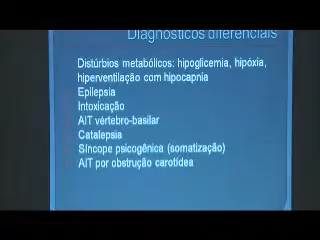 Diagnósticos diferenciais
Distúrbios metabólicos: hipoglicemia, hipóxia,
hiperventilação com hipocapnia
Epilepsia
Intoxicação
AIT vértebro-basilar
Catalepsia
Síncope psicogênica (somatização)
AIT por obstrução carotídea